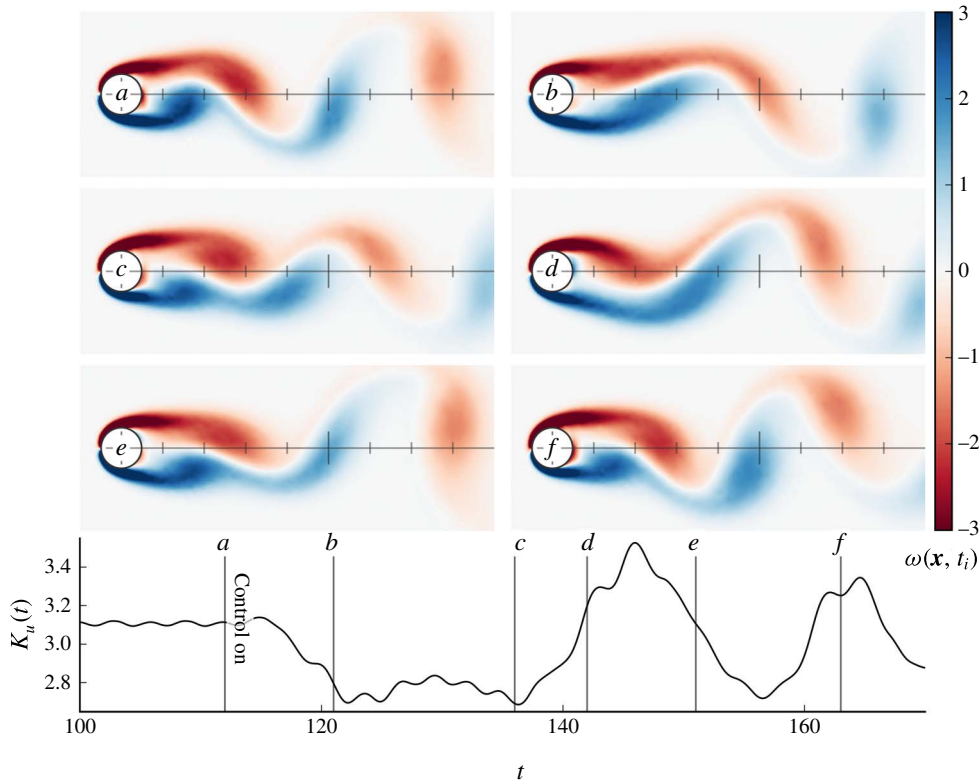 a
b
c
d
e
f
3
2
1
0
–1
–2
–3
ω(x, t_i)
a b c d e f
Control on
K_u(t)
3.4
3.2
3.0
2.8
100 120 140 160
t